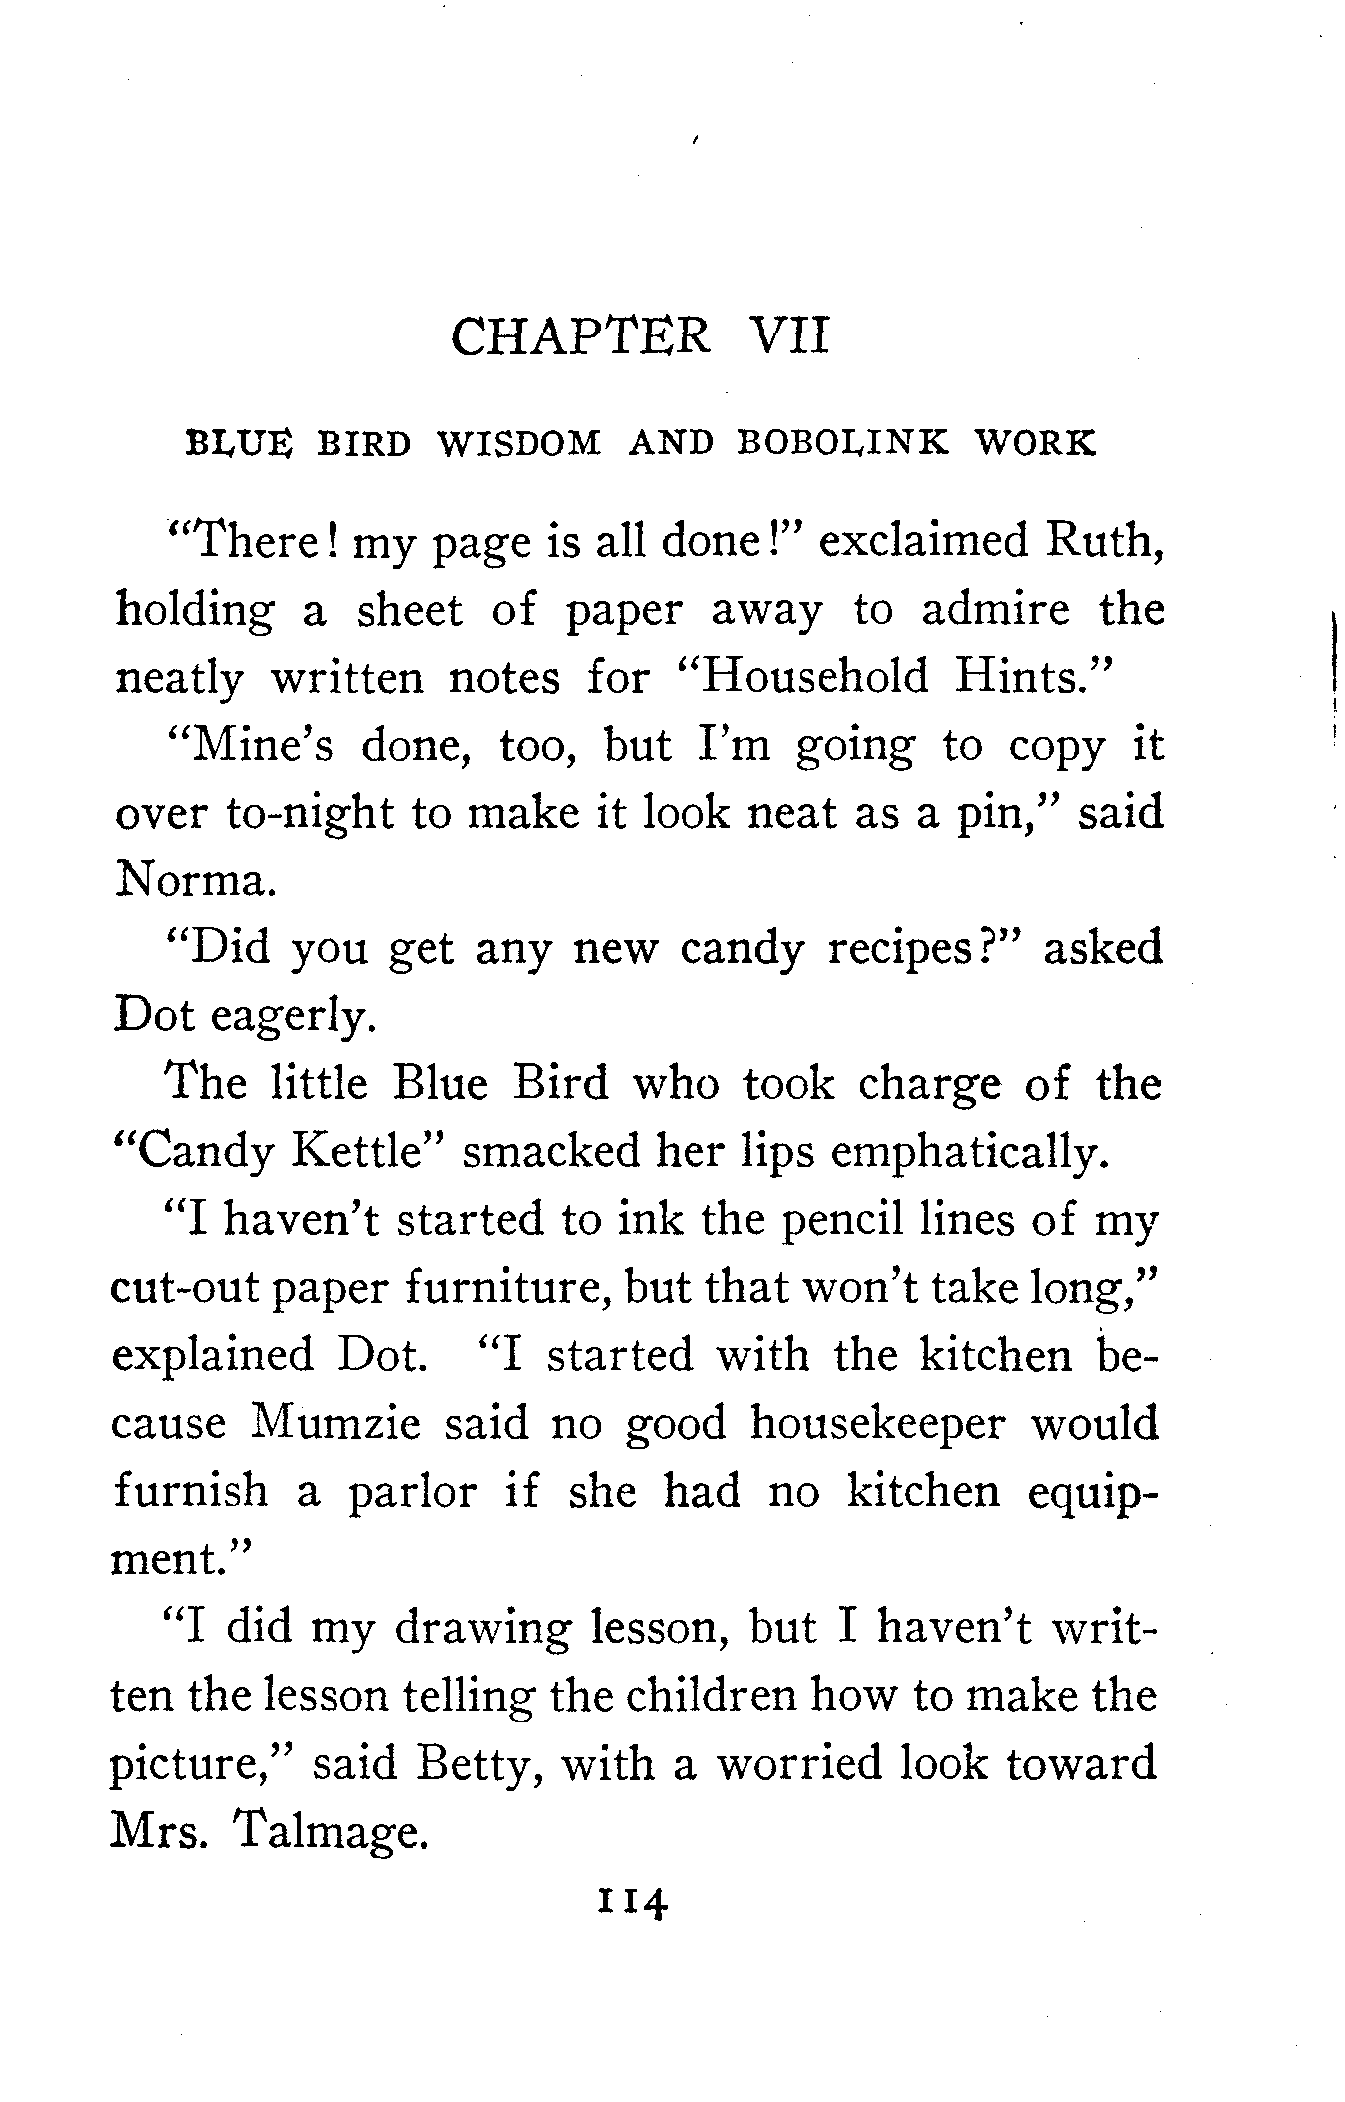 CHAPTER VII
BLUE BIRD WISDOM AND BOBOLINK WORK
“There! my page is all done!” exclaimed Ruth,
holding a sheet of paper away to admire the
neatly written notes for “Household Hints.”
“Mine’s done, too, but I’m going to copy it
over to-night to make it look neat as a pin,” said
Norma.
“Did you get any new candy recipes?” asked
Dot eagerly.
The little Blue Bird who took charge of the
“Candy Kettle” smacked her lips emphatically.
“I haven’t started to ink the pencil lines of my
cut-out paper furniture, but that won’t take long,”
explained Dot. “I started with the kitchen be-
cause Mumzie said no good housekeeper would
furnish a parlor if she had no kitchen equip-
ment.”
“I did my drawing lesson, but I haven’t writ-
ten the lesson telling the children how to make the
picture,” said Betty, with a worried look toward
Mrs. Talmage.
114